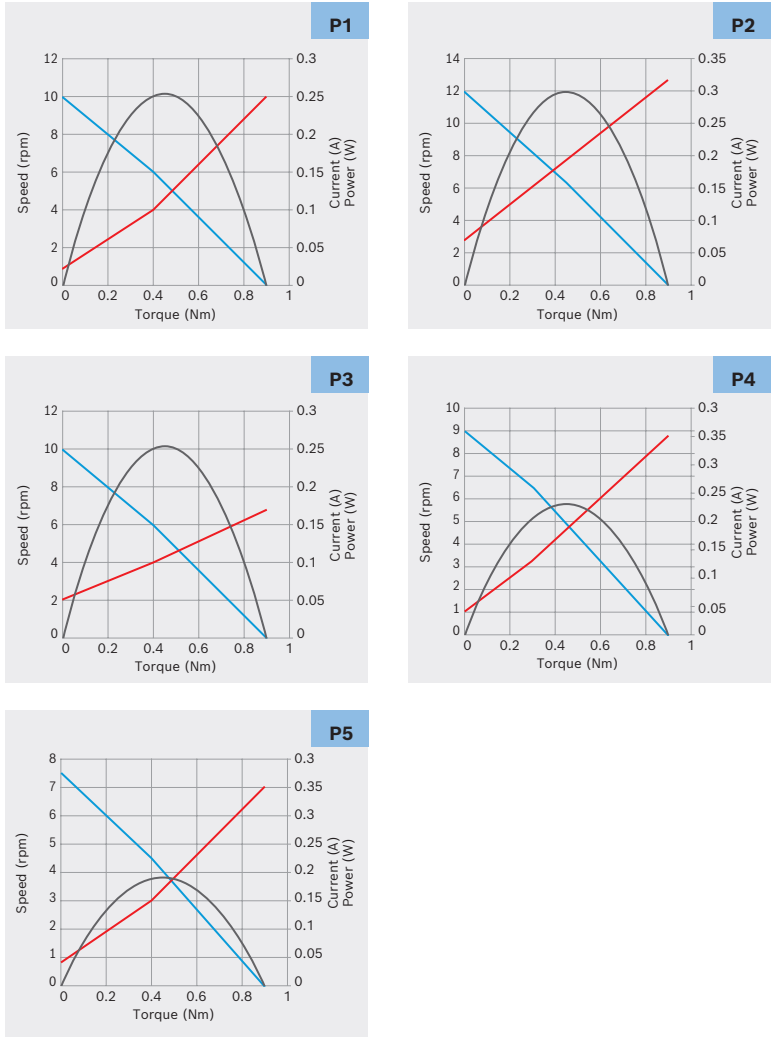 P1
12
10
8
6
4
2
0
Speed (rpm)
0.3
0.25
0.2
0.15
0.1
0.05
0
Current (A)
Power (W)
0 0.2 0.4 0.6 0.8 1
Torque (Nm)
P2
14
12
10
8
6
4
2
0
Speed (rpm)
0.35
0.3
0.25
0.2
0.15
0.1
0.05
0
Current (A)
Power (W)
0 0.2 0.4 0.6 0.8 1
Torque (Nm)
P3
12
10
8
6
4
2
0
Speed (rpm)
0.3
0.25
0.2
0.15
0.1
0.05
0
Current (A)
Power (W)
0 0.2 0.4 0.6 0.8 1
Torque (Nm)
P4
10
9
8
7
6
5
4
3
2
1
0
Speed (rpm)
0.3
0.35
0.3
0.25
0.2
0.15
0.1
0.05
0
Current (A)
Power (W)
0 0.2 0.4 0.6 0.8 1
Torque (Nm)
P5
8
7
6
5
4
3
2
1
0
Speed (rpm)
0.3
0.35
0.3
0.25
0.2
0.15
0.1
0.05
0
Current (A)
Power (W)
0 0.2 0.4 0.6 0.8 1
Torque (Nm)